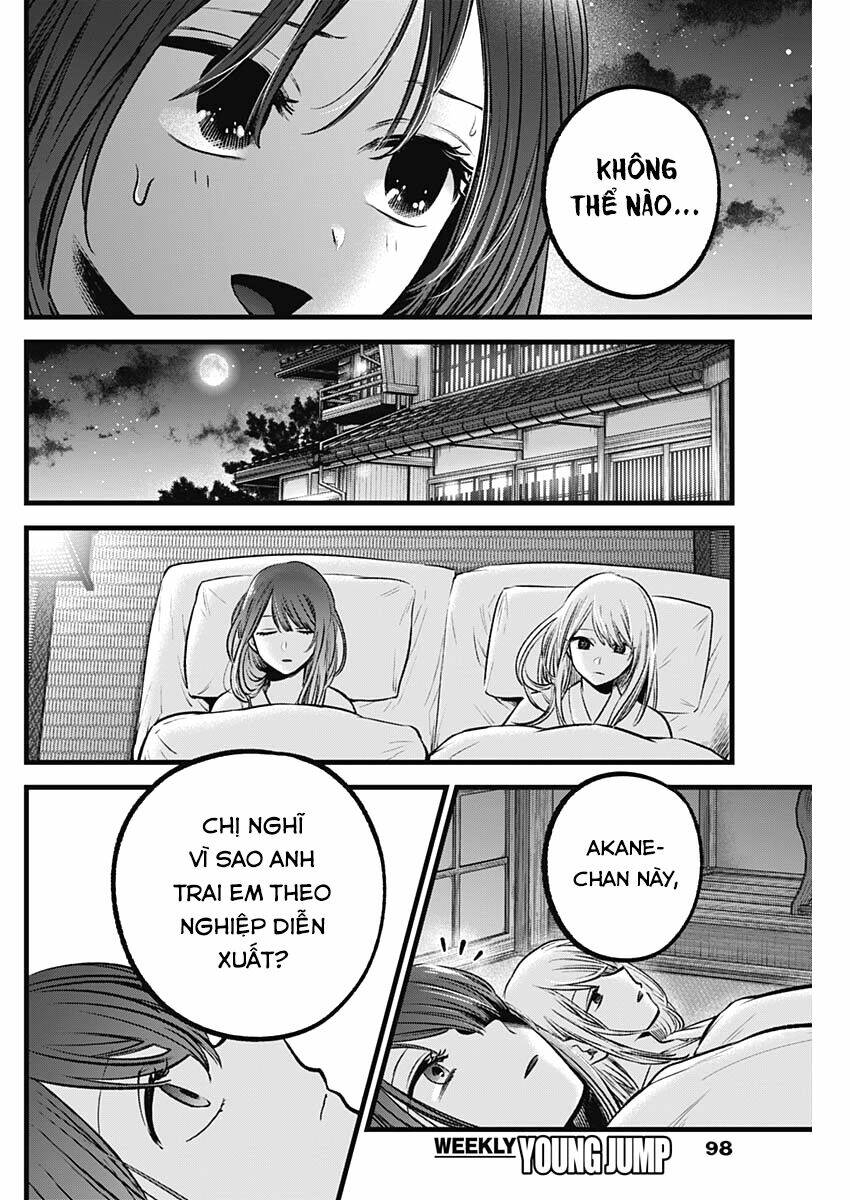 KHÔNG
THỂ NÀO...
AKANE-
CHAN NÀY,
CHỊ NGHĨ
VÌ SAO ANH
TRAI EM THEO
NGHIỆP DIỄN
XUẤT?
WEEKLY YOUNG JUMP 98